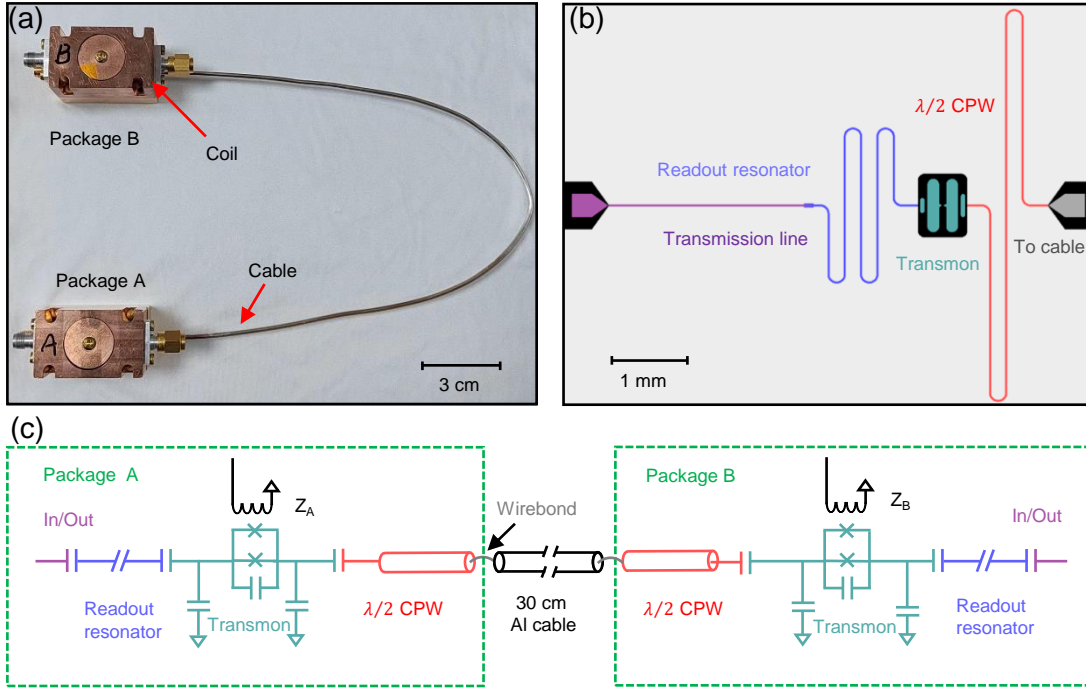 (a)
B
Package B
Coil
Package A
Cable
A
3 cm
(b)
λ/2 CPW
Readout resonator
Transmission line
Transmon
To cable
1 mm
(c)
Package A
In/Out
Z_A
Wirebond
Readout
resonator
Transmon
λ/2 CPW
30 cm
Al cable
Package B
Z_B
In/Out
λ/2 CPW
Transmon
Readout
resonator